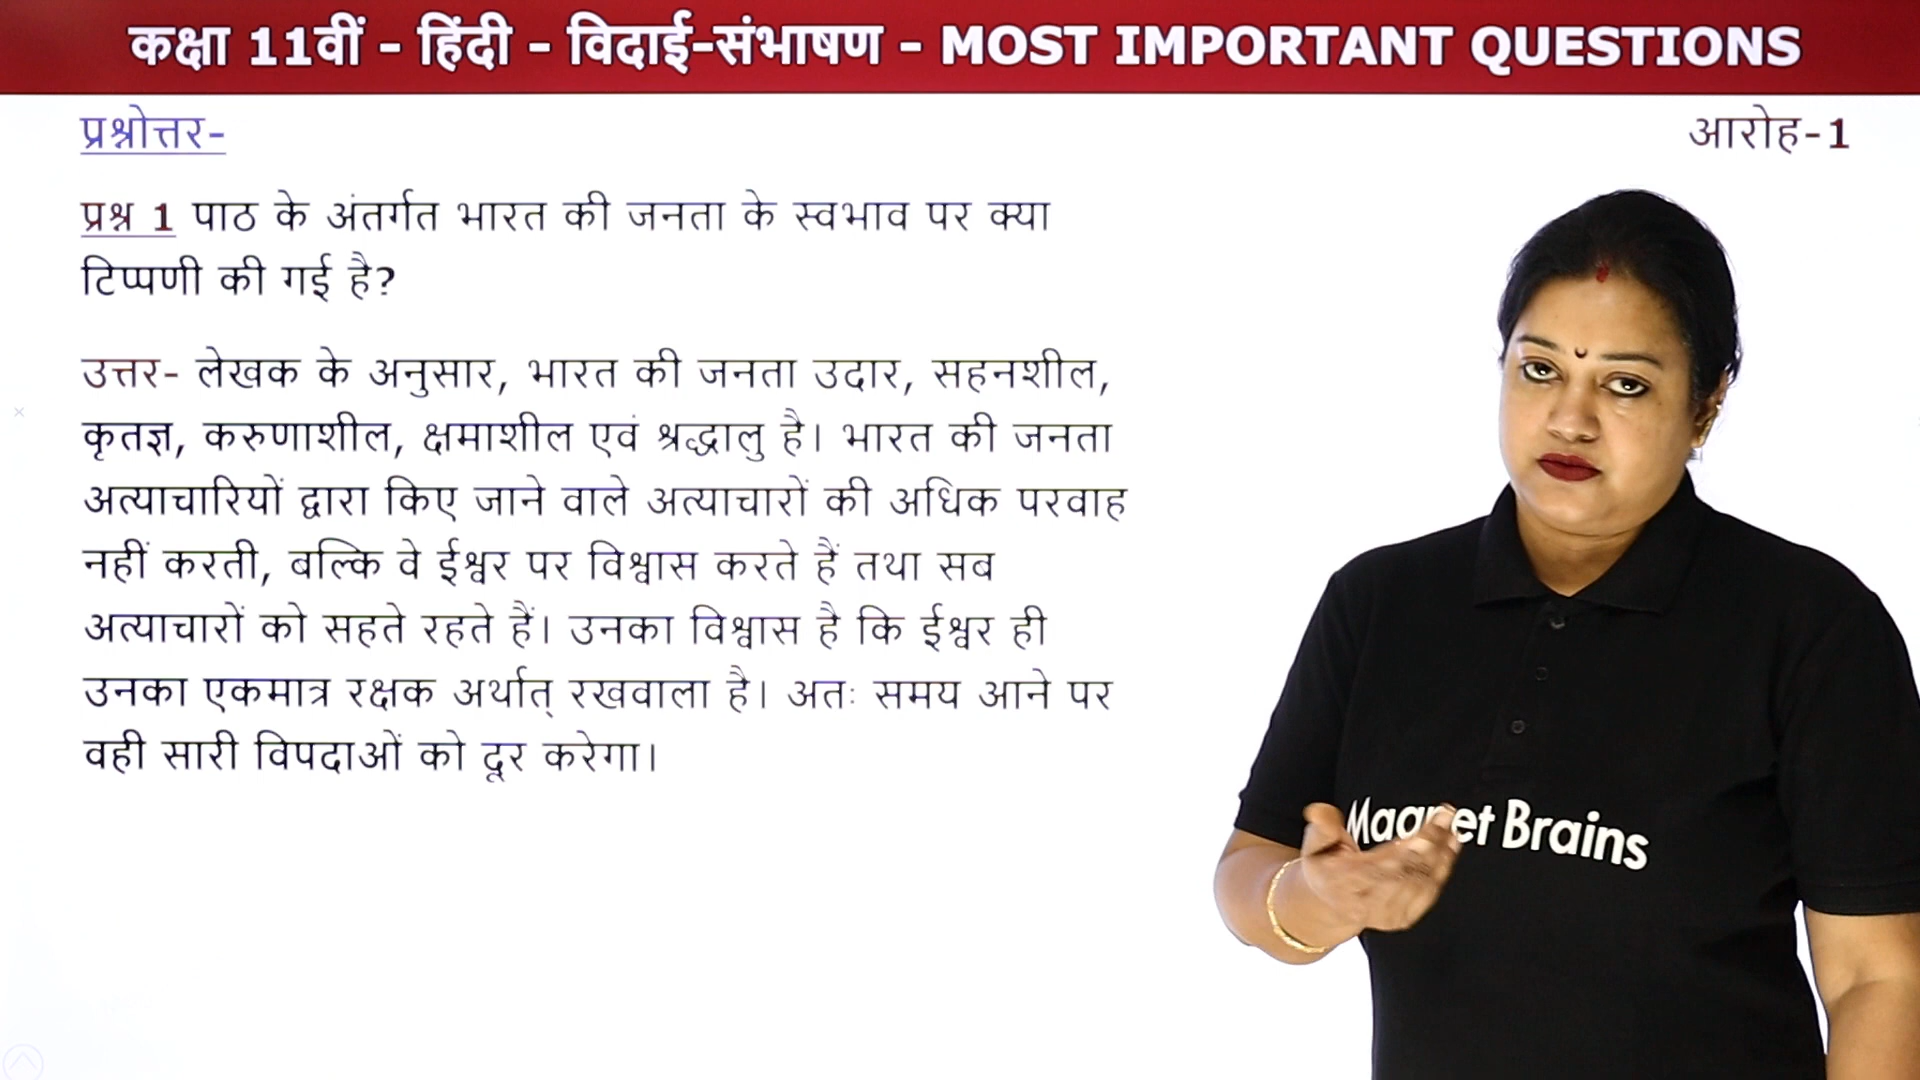 कक्षा 11वीं - हिंदी - विदाई-संभाषण - MOST IMPORTANT QUESTIONS
प्रश्नोत्तर-
आरोह-1
प्रश्न 1 पाठ के अंतर्गत भारत की जनता के स्वभाव पर क्या
टिप्पणी की गई है?
उत्तर- लेखक के अनुसार, भारत की जनता उदार, सहनशील,
कृतज्ञ, करुणाशील, क्षमाशील एवं श्रद्धालु है। भारत की जनता
अत्याचारियों द्वारा किए जाने वाले अत्याचारों की अधिक परवाह
नहीं करती, बल्कि वे ईश्वर पर विश्वास करते हैं तथा सब
अत्याचारों को सहते रहते हैं। उनका विश्वास है कि ईश्वर ही
उनका एकमात्र रक्षक अर्थात् रखवाला है। अतः समय आने पर
वही सारी विपदाओं को दूर करेगा।
Magnet Brains